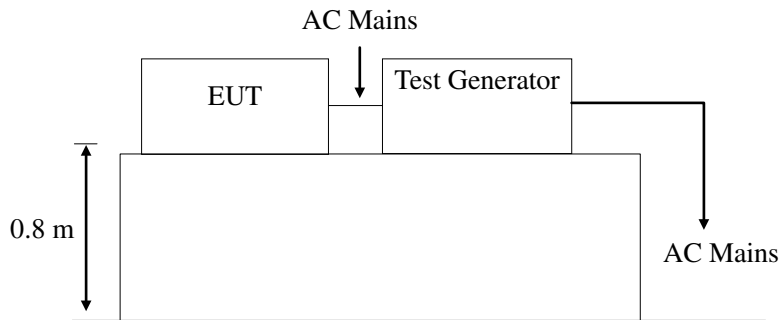 AC Mains
EUT
Test Generator
0.8 m
AC Mains